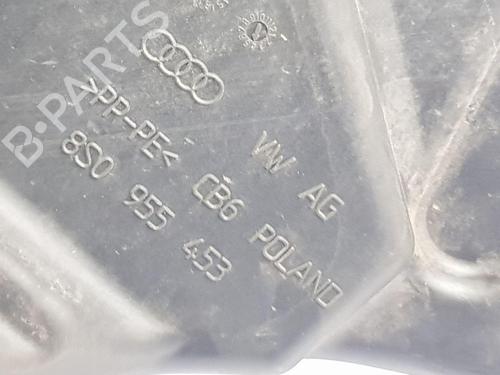 B-PARTS
VW AG
>PP-PE< CB6 POLAND
8S0 955 453